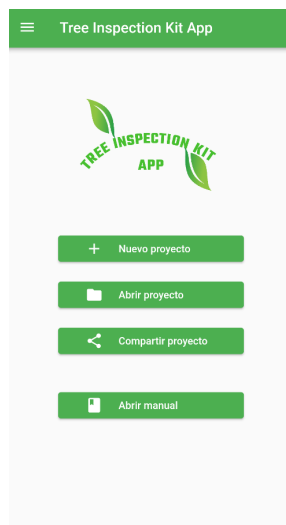 Tree Inspection Kit App
TREE INSPECTION KIT
APP
Nuevo proyecto
Abrir proyecto
Compartir proyecto
Abrir manual